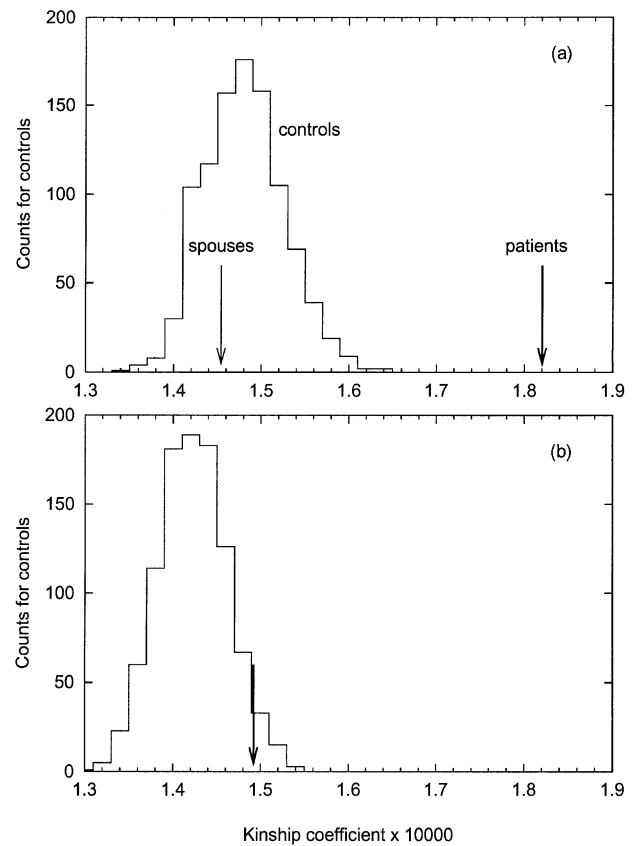 200
(a)
150
controls
100
spouses
patients
50
0
1.3 1.4 1.5 1.6 1.7 1.8 1.9
Counts for controls
200
(b)
150
100
50
0
1.3 1.4 1.5 1.6 1.7 1.8 1.9
Counts for controls
Kinship coefficient x 10000